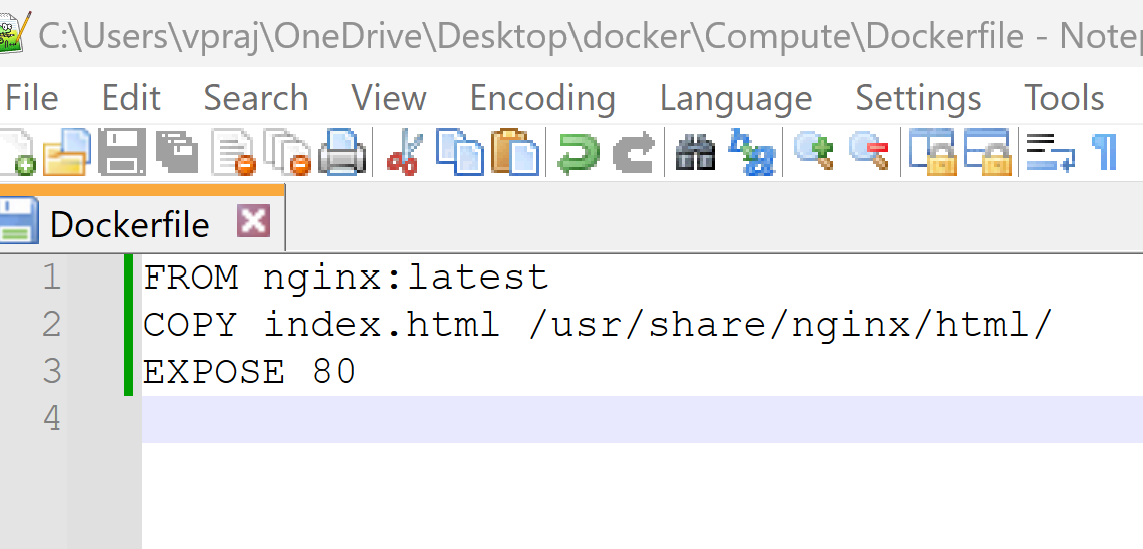 C:\Users\vpraj\OneDrive\Desktop\docker\Compute\Dockerfile - Notep
File Edit Search View Encoding Language Settings Tools
Dockerfile
1 FROM nginx:latest
2 COPY index.html /usr/share/nginx/html/
3 EXPOSE 80
4